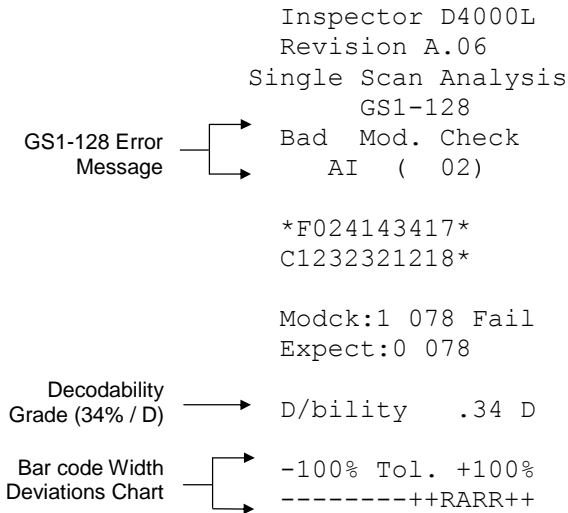 Inspector D4000L
Revision A.06
Single Scan Analysis
GS1-128
GS1-128 Error
Message
Bad Mod. Check
AI ( 02)
*F024143417*
C1232321218*
Modck:1 078 Fail
Expect:0 078
Decodability
Grade (34% / D)
D/bility .34 D
Bar code Width
Deviations Chart
-100% Tol. +100%
--------++RARR++